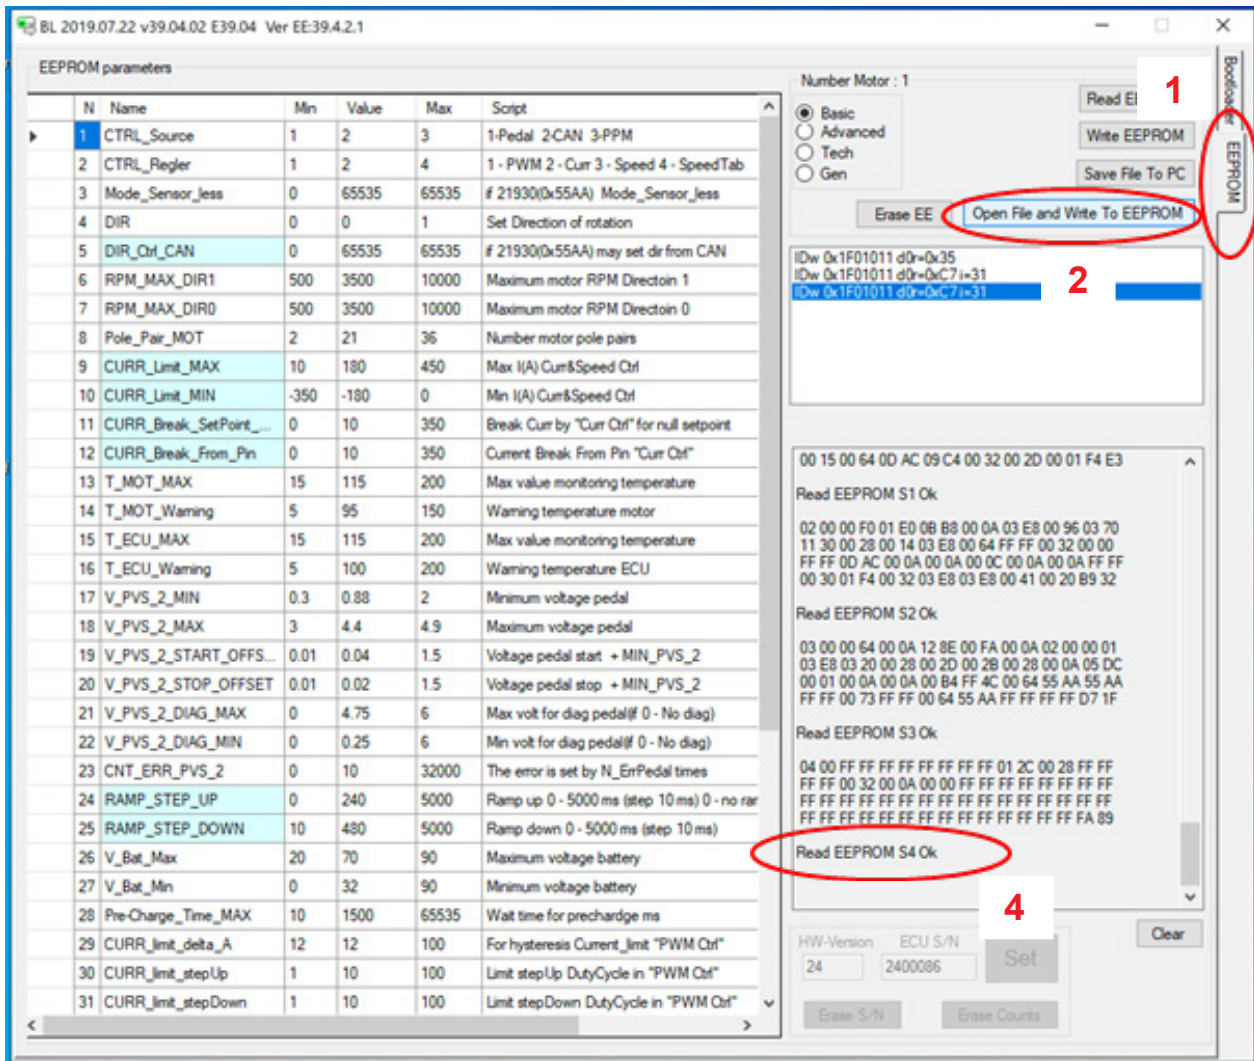 BL 2019.07.22 v39.04.02 E39.04 Ver EE:39.4.2.1
EEPROM parameters
N Name Min Value Max Script
1 CTRL_Source 1 2 3 1-Pedal 2-CAN 3-PPM
2 CTRL_Regler 1 2 4 1 - PWM 2 - Curr 3 - Speed 4 - SpeedTab
3 Mode_Sensor_less 0 65535 65535 if 21930(0x55AA) Mode_Sensor_less
4 DIR 0 0 1 Set Direction of rotation
5 DIR_Ctrl_CAN 0 65535 65535 if 21930(0x55AA) may set dir from CAN
6 RPM_MAX_DIR1 500 3500 10000 Maximum motor RPM Directoin 1
7 RPM_MAX_DIR0 500 3500 10000 Maximum motor RPM Directoin 0
8 Pole_Pair_MOT 2 21 36 Number motor pole pairs
9 CURR_Limit_MAX 10 180 450 Max I(A) Curr&Speed Ctrl
10 CURR_Limit_MIN -350 -180 0 Min I(A) Curr&Speed Ctrl
11 CURR_Break_SetPoint_... 0 10 350 Break Curr by "Curr Ctrl" for null setpoint
12 CURR_Break_From_Pin 0 10 350 Current Break From Pin "Curr Ctrl"
13 T_MOT_MAX 15 115 200 Max value monitoring temperature
14 T_MOT_Warning 5 95 150 Warning temperature motor
15 T_ECU_MAX 15 115 200 Max value monitoring temperature
16 T_ECU_Warning 5 100 200 Warning temperature ECU
17 V_PVS_2_MIN 0.3 0.88 2 Minimum voltage pedal
18 V_PVS_2_MAX 3 4.4 4.9 Maximum voltage pedal
19 V_PVS_2_START_OFFS... 0.01 0.04 1.5 Voltage pedal start + MIN_PVS_2
20 V_PVS_2_STOP_OFFSET 0.01 0.02 1.5 Voltage pedal stop + MIN_PVS_2
21 V_PVS_2_DIAG_MAX 0 4.75 6 Max volt for diag pedal(if 0 - No diag)
22 V_PVS_2_DIAG_MIN 0 0.25 6 Min volt for diag pedal(if 0 - No diag)
23 CNT_ERR_PVS_2 0 10 32000 The error is set by N_ErrPedal times
24 RAMP_STEP_UP 0 240 5000 Ramp up 0 - 5000 ms (step 10 ms) 0 - no rar
25 RAMP_STEP_DOWN 10 480 5000 Ramp down 0 - 5000 ms (step 10 ms)
26 V_Bat_Max 20 70 90 Maximum voltage battery
27 V_Bat_Min 0 32 90 Minimum voltage battery
28 Pre-Charge_Time_MAX 10 1500 65535 Wait time for prechardge ms
29 CURR_limit_delta_A 12 12 100 For hysteresis Current_limit "PWM Ctrl"
30 CURR_limit_stepUp 1 10 100 Limit stepUp DutyCycle in "PWM Ctrl"
31 CURR_limit_stepDown 1 10 100 Limit stepDown DutyCycle in "PWM Ctrl"
Number Motor : 1
Basic
Advanced
Tech
Gen
Read E
1
Write EEPROM
Save File To PC
Erase EE
Open File and Write To EEPROM
Bootloader
EEPROM
IDw 0x1F01011 d0r=0x35
IDw 0x1F01011 d0r=0xC7 i=31
IDw 0x1F01011 d0r=0xC7 i=31
2
00 15 00 64 0D AC 09 C4 00 32 00 2D 00 01 F4 E3
Read EEPROM S1 Ok
02 00 00 F0 01 E0 0B B8 00 0A 03 E8 00 96 03 70
11 30 00 28 00 14 03 E8 00 64 FF FF 00 32 00 00
FF FF 0D AC 00 0A 00 0A 00 0C 00 0A 00 0A FF FF
00 30 01 F4 00 32 03 E8 03 E8 00 41 00 20 B9 32
Read EEPROM S2 Ok
03 00 00 64 00 0A 12 8E 00 FA 00 0A 02 00 00 01
03 E8 03 20 00 28 00 2D 00 2B 00 28 00 0A 05 DC
00 01 00 0A 00 0A 00 B4 FF 4C 00 64 55 AA 55 AA
FF FF 00 73 FF FF 00 64 55 AA FF FF FF FF D7 1F
Read EEPROM S3 Ok
04 00 FF FF FF FF FF FF FF FF 01 2C 00 28 FF FF
FF FF 00 32 00 0A 00 00 FF FF FF FF FF FF FF FF
FF FF FF FF FF FF FF FF FF FF FF FF FF FF FF FF
FF FF FF FF FF FF FF FF FF FF FF FF FF FF FA 89
Read EEPROM S4 Ok
4
Clear
HW-Version ECU S/N
24 2400086
Set
Erase S/N
Erase Counts